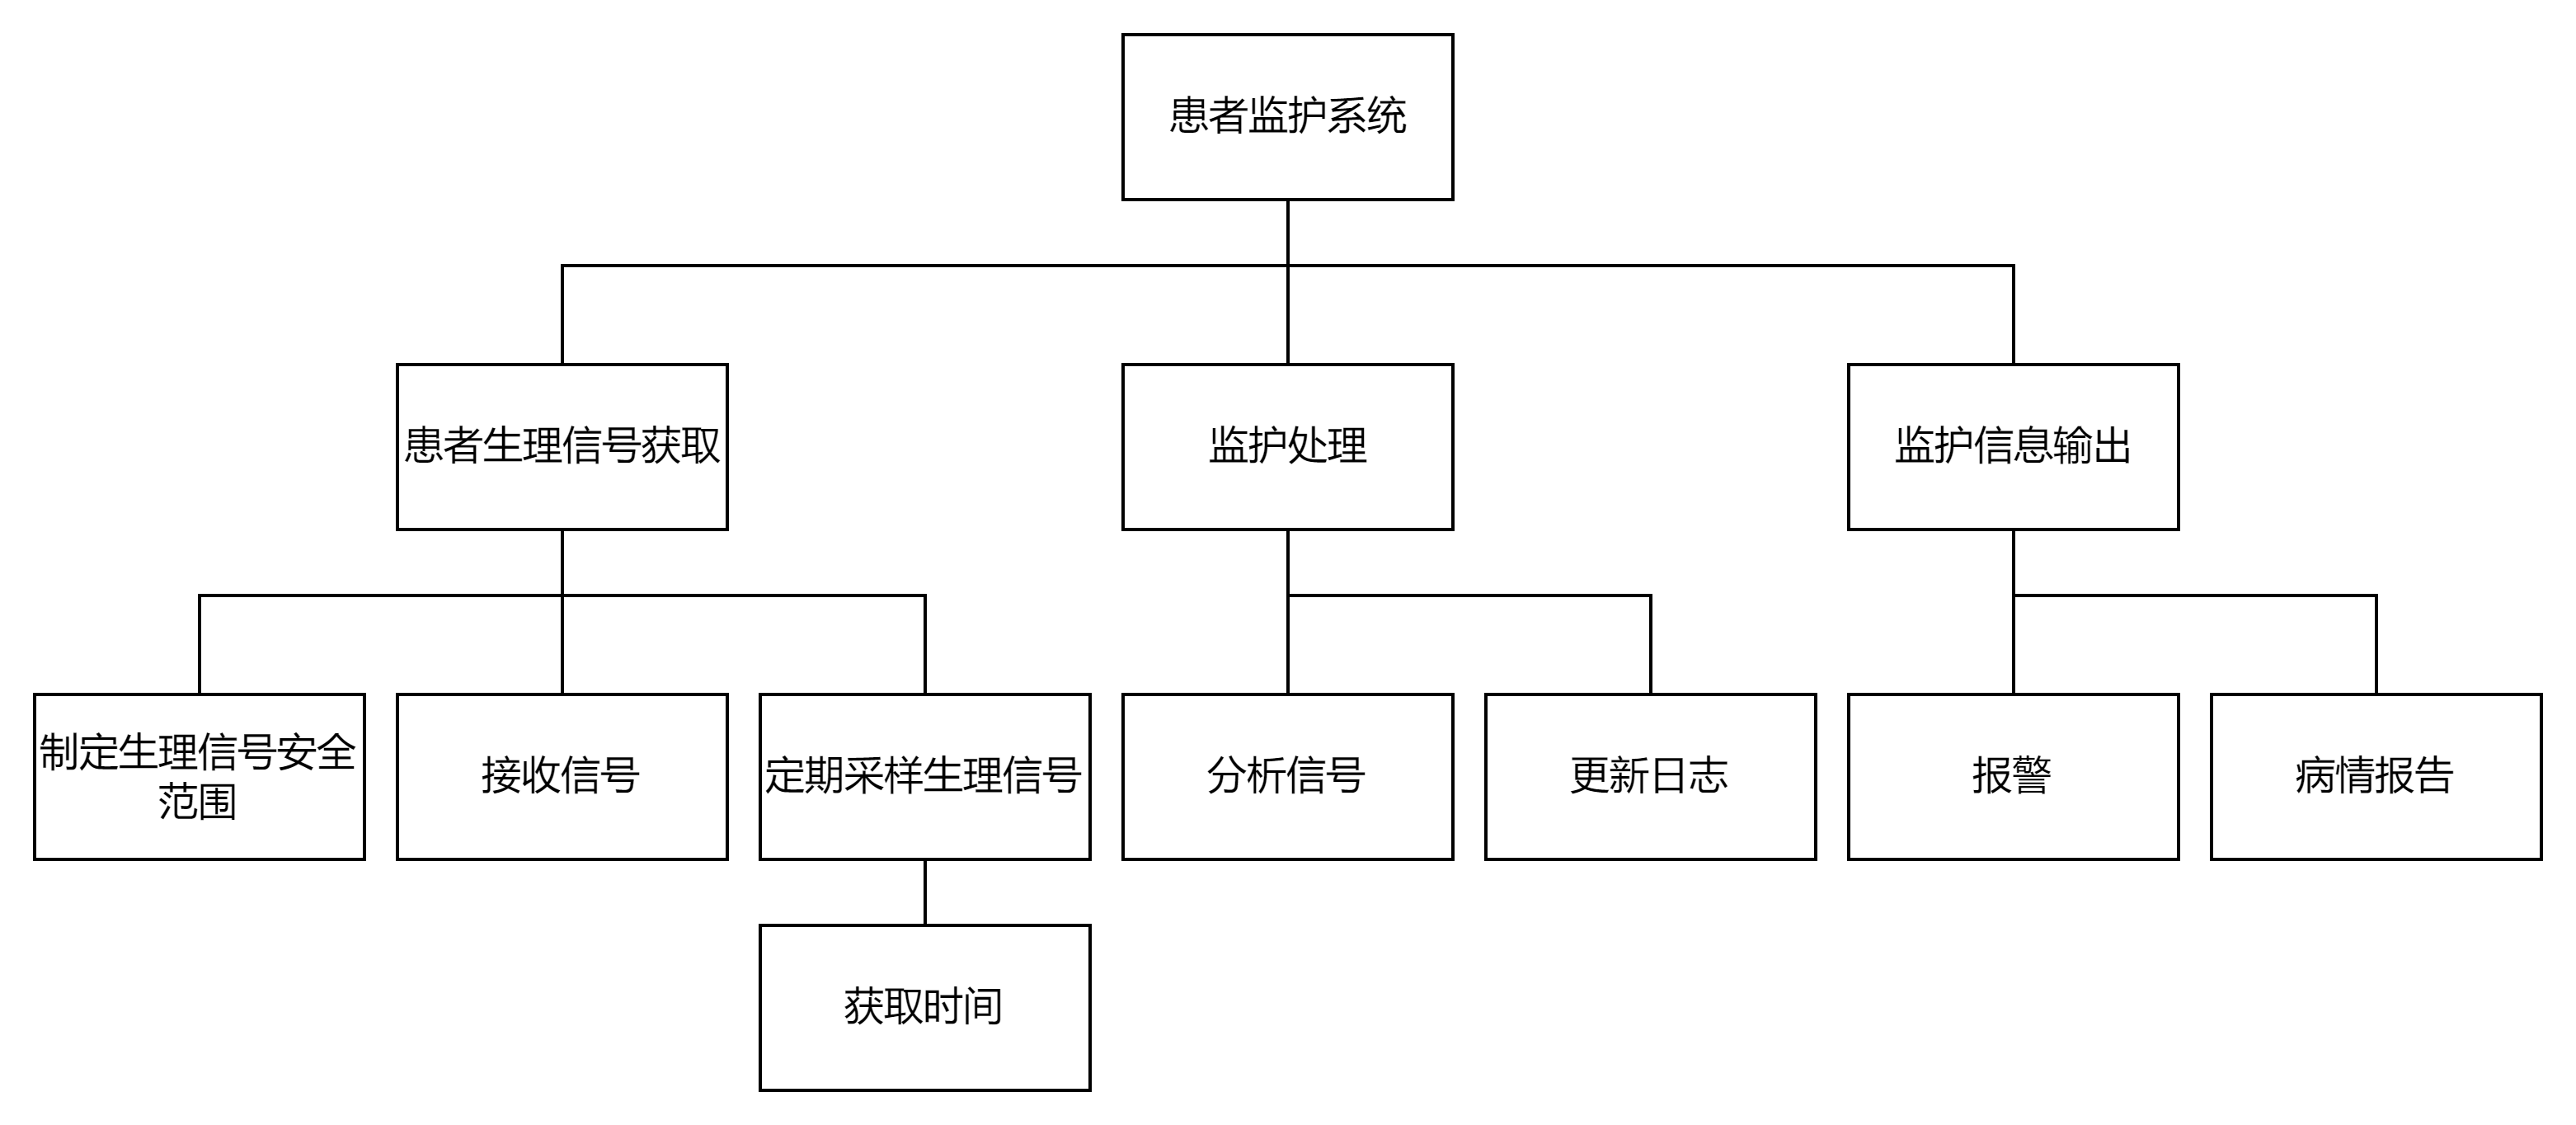 患者监护系统
患者生理信号获取
监护处理
监护信息输出
制定生理信号安全
范围
接收信号
定期采样生理信号
分析信号
更新日志
报警
病情报告
获取时间